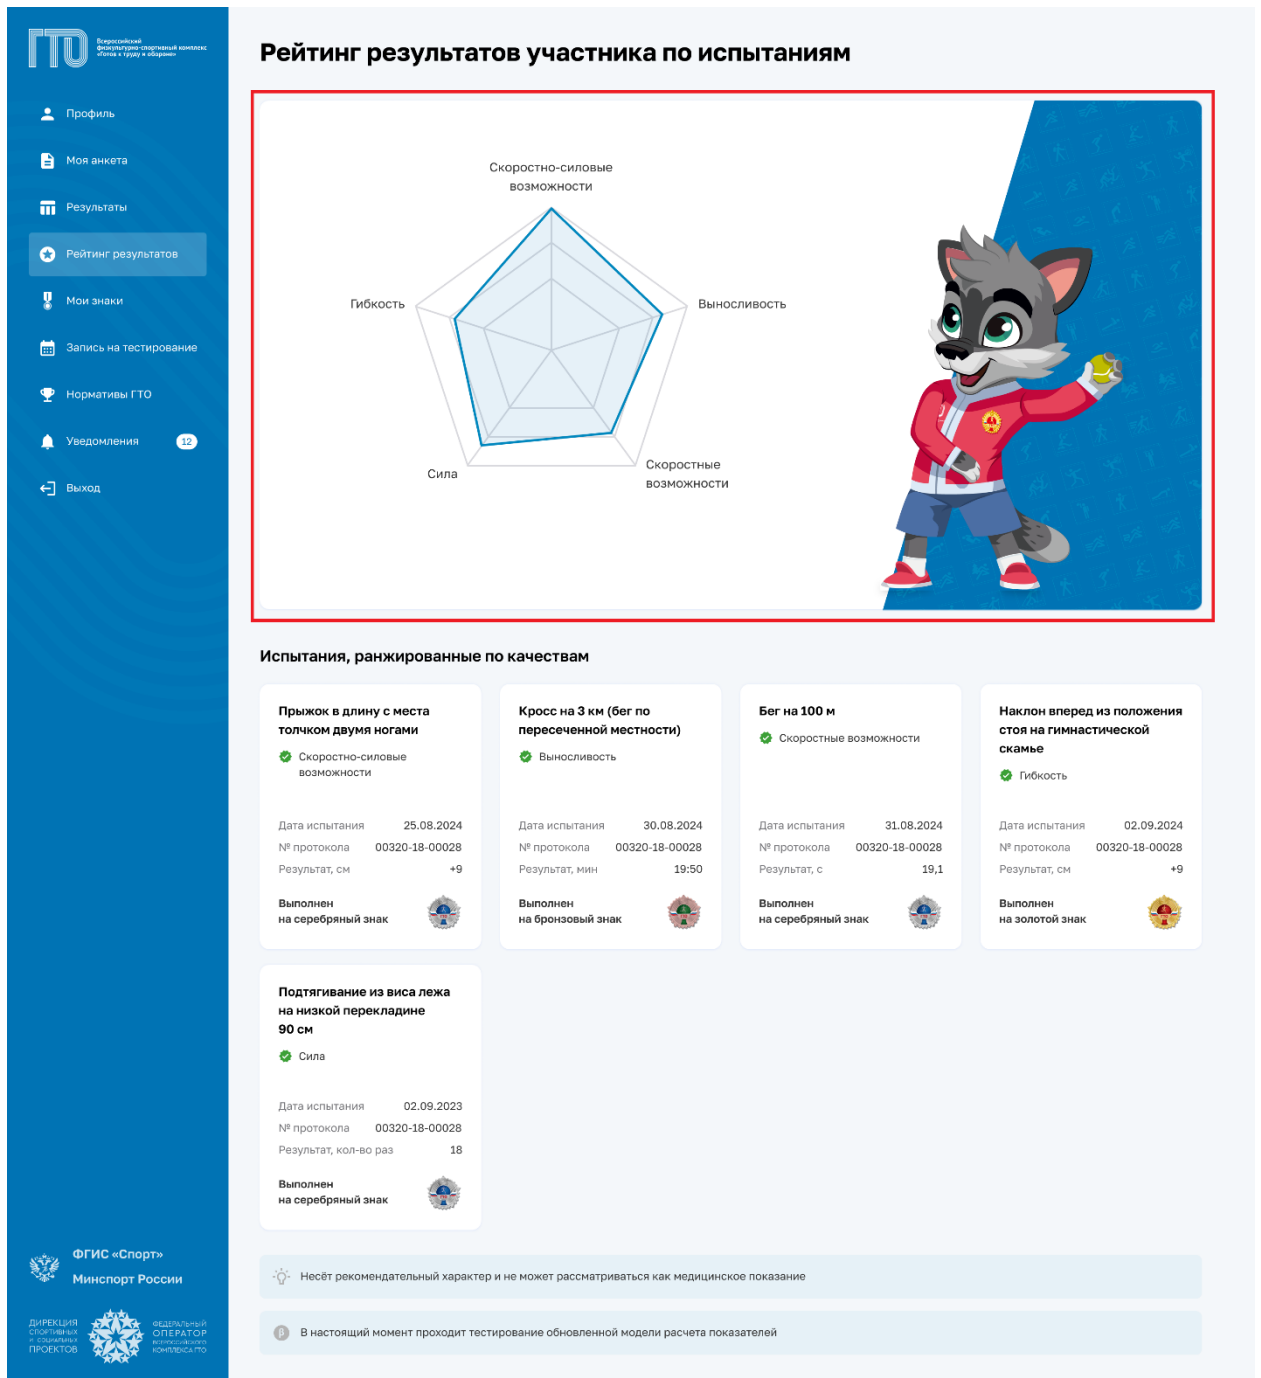 ГТО
Всероссийский
физкультурно-спортивный комплекс
«Готов к труду и обороне»
Профиль
Моя анкета
Результаты
Рейтинг результатов
Мои знаки
Запись на тестирование
Нормативы ГТО
Уведомления 12
Выход
Рейтинг результатов участника по испытаниям
Скоростно-силовые
возможности
Гибкость
Выносливость
Сила
Скоростные
возможности
Испытания, ранжированные по качествам
Прыжок в длину с места
толчком двумя ногами
Скоростно-силовые
возможности
Дата испытания 25.08.2024
№ протокола 00320-18-00028
Результат, см +9
Выполнен
на серебряный знак
Кросс на 3 км (бег по
пересеченной местности)
Выносливость
Дата испытания 30.08.2024
№ протокола 00320-18-00028
Результат, мин 19:50
Выполнен
на бронзовый знак
Бег на 100 м
Скоростные возможности
Дата испытания 31.08.2024
№ протокола 00320-18-00028
Результат, с 19,1
Выполнен
на серебряный знак
Наклон вперед из положения
стоя на гимнастической
скамье
Гибкость
Дата испытания 02.09.2024
№ протокола 00320-18-00028
Результат, см +9
Выполнен
на золотой знак
Подтягивание из виса лежа
на низкой перекладине
90 см
Сила
Дата испытания 02.09.2023
№ протокола 00320-18-00028
Результат, кол-во раз 18
Выполнен
на серебряный знак
ФГИС «Спорт»
Минспорт России
ДИРЕКЦИЯ
СПОРТИВНЫХ
И СОЦИАЛЬНЫХ
ПРОЕКТОВ
ФЕДЕРАЛЬНЫЙ
ОПЕРАТОР
ВСЕРОССИЙСКОГО
КОМПЛЕКСА ГТО
Несёт рекомендательный характер и не может рассматриваться как медицинское показание
β В настоящий момент проходит тестирование обновленной модели расчета показателей